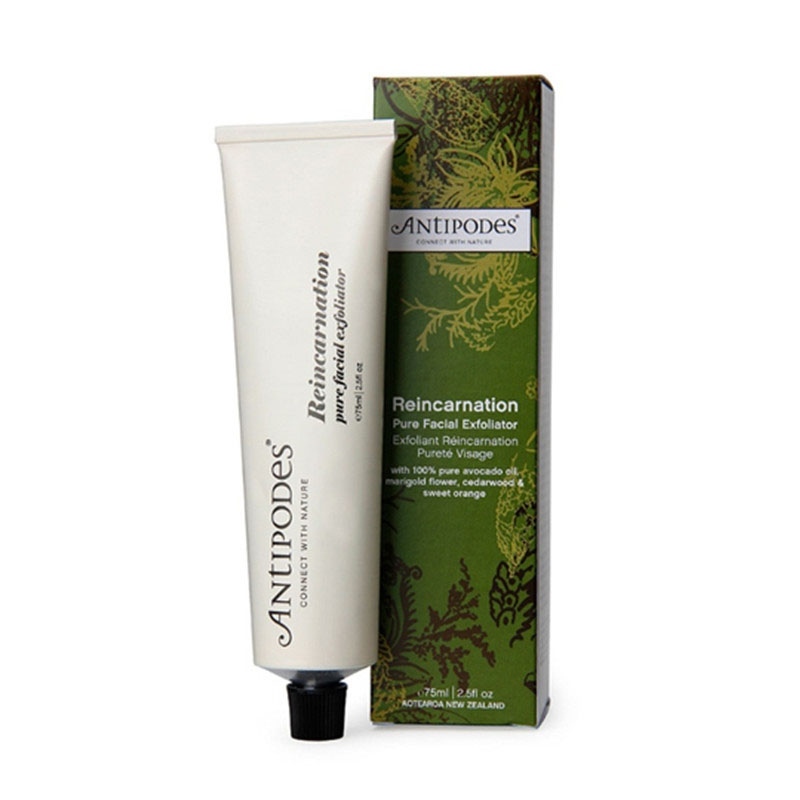 Reincarnation
pure facial exfoliator
℮75ml | 2.5fl oz
ANTIPODES®
CONNECT WITH NATURE
ANTIPODES®
CONNECT WITH NATURE
Reincarnation
Pure Facial Exfoliator
Exfoliant Réincarnation
Pureté Visage
with 100% pure avocado oil,
marigold flower, cedarwood &
sweet orange
℮75ml | 2.5fl oz
AOTEAROA NEW ZEALAND